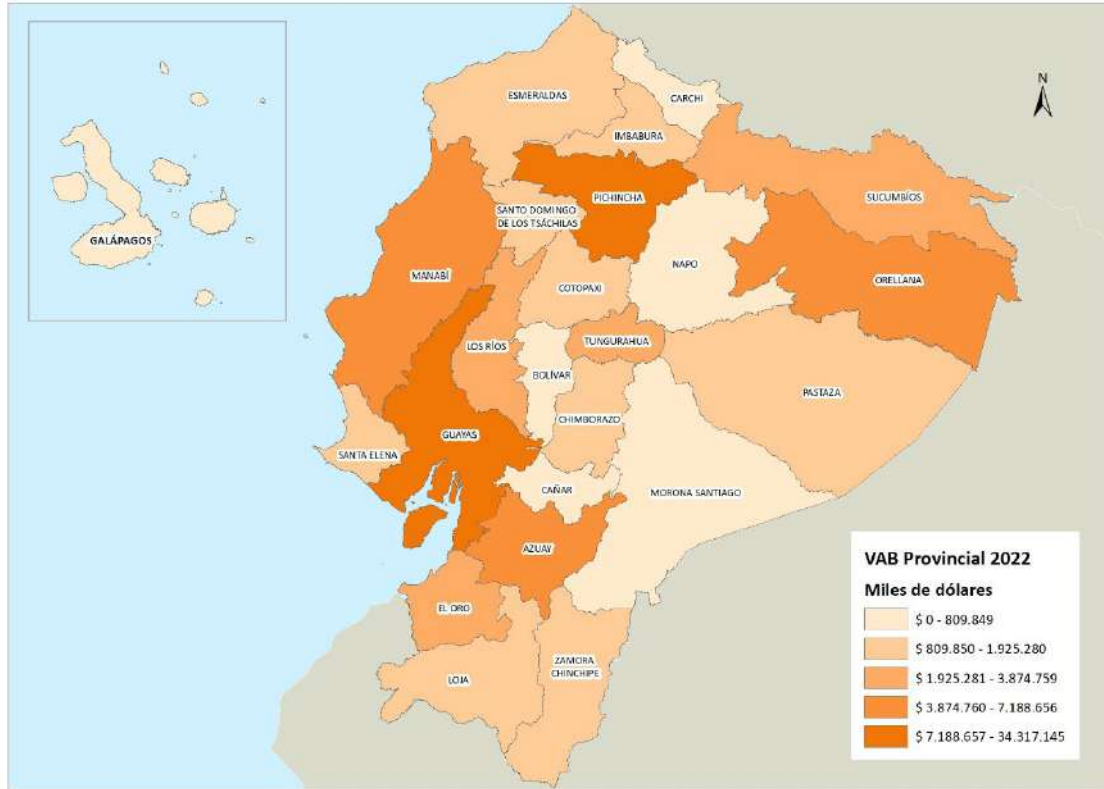 N
ESMERALDAS
CARCHI
IMBABURA
PICHINCHA
SUCUMBÍOS
SANTO DOMINGO
DE LOS TSÁCHILAS
GALÁPAGOS
NAPO
MANABÍ
COTOPAXI
ORELLANA
LOS RÍOS
TUNGURAHUA
BOLÍVAR
PASTAZA
CHIMBORAZO
GUAYAS
SANTA ELENA
CAÑAR
MORONA SANTIAGO
AZUAY
EL ORO
ZAMORA
CHINCHIPE
LOJA
VAB Provincial 2022
Miles de dólares
$ 0 - 809.849
$ 809.850 - 1.925.280
$ 1.925.281 - 3.874.759
$ 3.874.760 - 7.188.656
$ 7.188.657 - 34.317.145